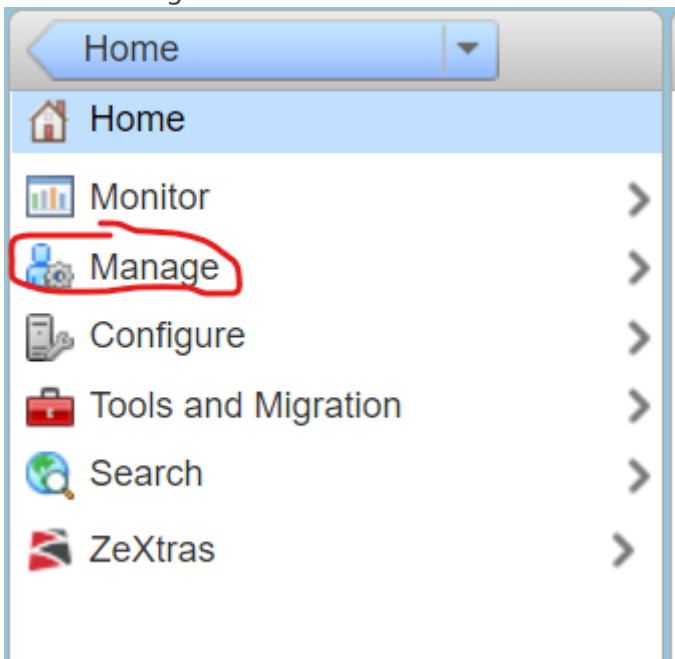 Home
Home
Monitor
Manage
Configure
Tools and Migration
Search
ZeXtras